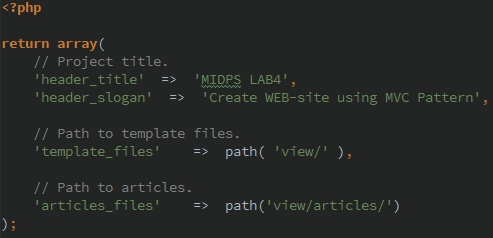 <?php
return array(
// Project title.
'header_title'  =>  'MIDPS LAB4',
'header_slogan'  =>  'Create WEB-site using MVC Pattern',
// Path to template files.
'template_files'    =>  path( 'view/' ),
// Path to articles.
'articles_files'    =>  path('view/articles/')
);